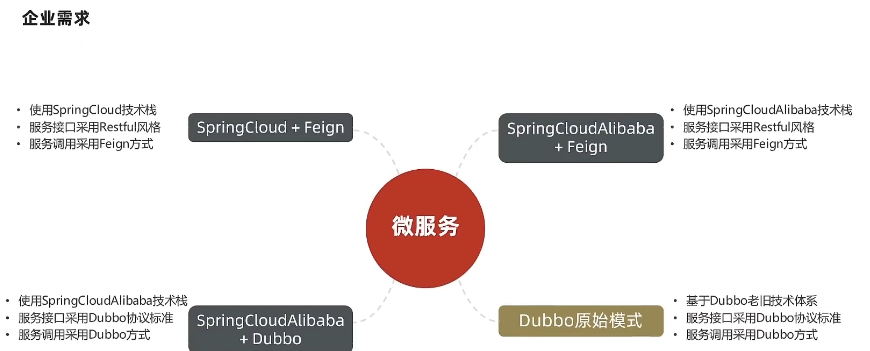 企业需求
• 使用SpringCloud技术栈
• 服务接口采用Restful风格
• 服务调用采用Feign方式
SpringCloud + Feign
SpringCloudAlibaba
+ Feign
• 使用SpringCloudAlibaba技术栈
• 服务接口采用Restful风格
• 服务调用采用Feign方式
微服务
• 使用SpringCloudAlibaba技术栈
• 服务接口采用Dubbo协议标准
• 服务调用采用Dubbo方式
SpringCloudAlibaba
+ Dubbo
Dubbo原始模式
• 基于Dubbo老旧技术体系
• 服务接口采用Dubbo协议标准
• 服务调用采用Dubbo方式